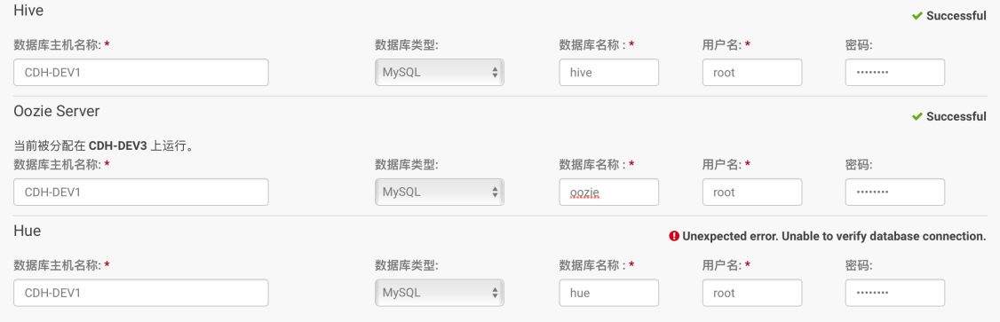 Hive
Successful
数据库主机名称: * 数据库类型: 数据库名称 : * 用户名: * 密码:
CDH-DEV1 MySQL hive root ••••••••
Oozie Server
Successful
当前被分配在 CDH-DEV3 上运行。
数据库主机名称: * 数据库类型: 数据库名称 : * 用户名: * 密码:
CDH-DEV1 MySQL oozie root ••••••••
Hue
Unexpected error. Unable to verify database connection.
数据库主机名称: * 数据库类型: 数据库名称 : * 用户名: * 密码:
CDH-DEV1 MySQL hue root ••••••••